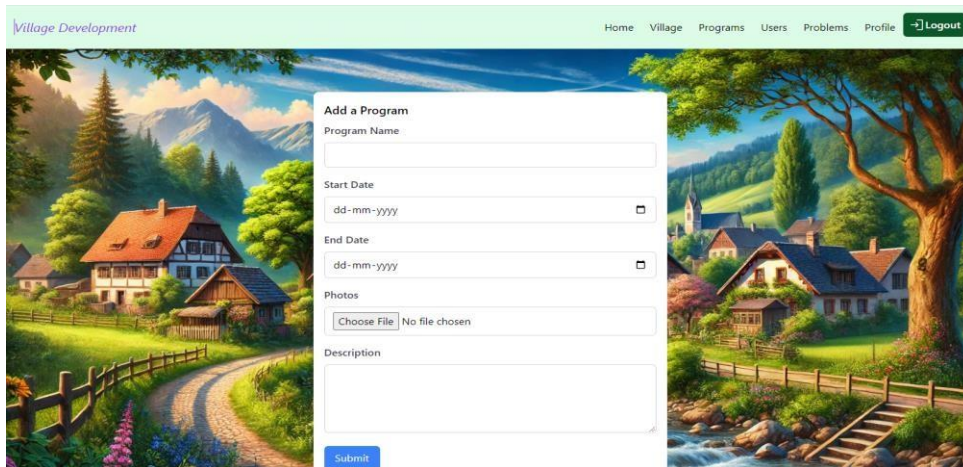 Village Development
Home Village Programs Users Problems Profile Logout
Add a Program
Program Name
Start Date
dd-mm-yyyy
End Date
dd-mm-yyyy
Photos
Choose File No file chosen
Description
Submit